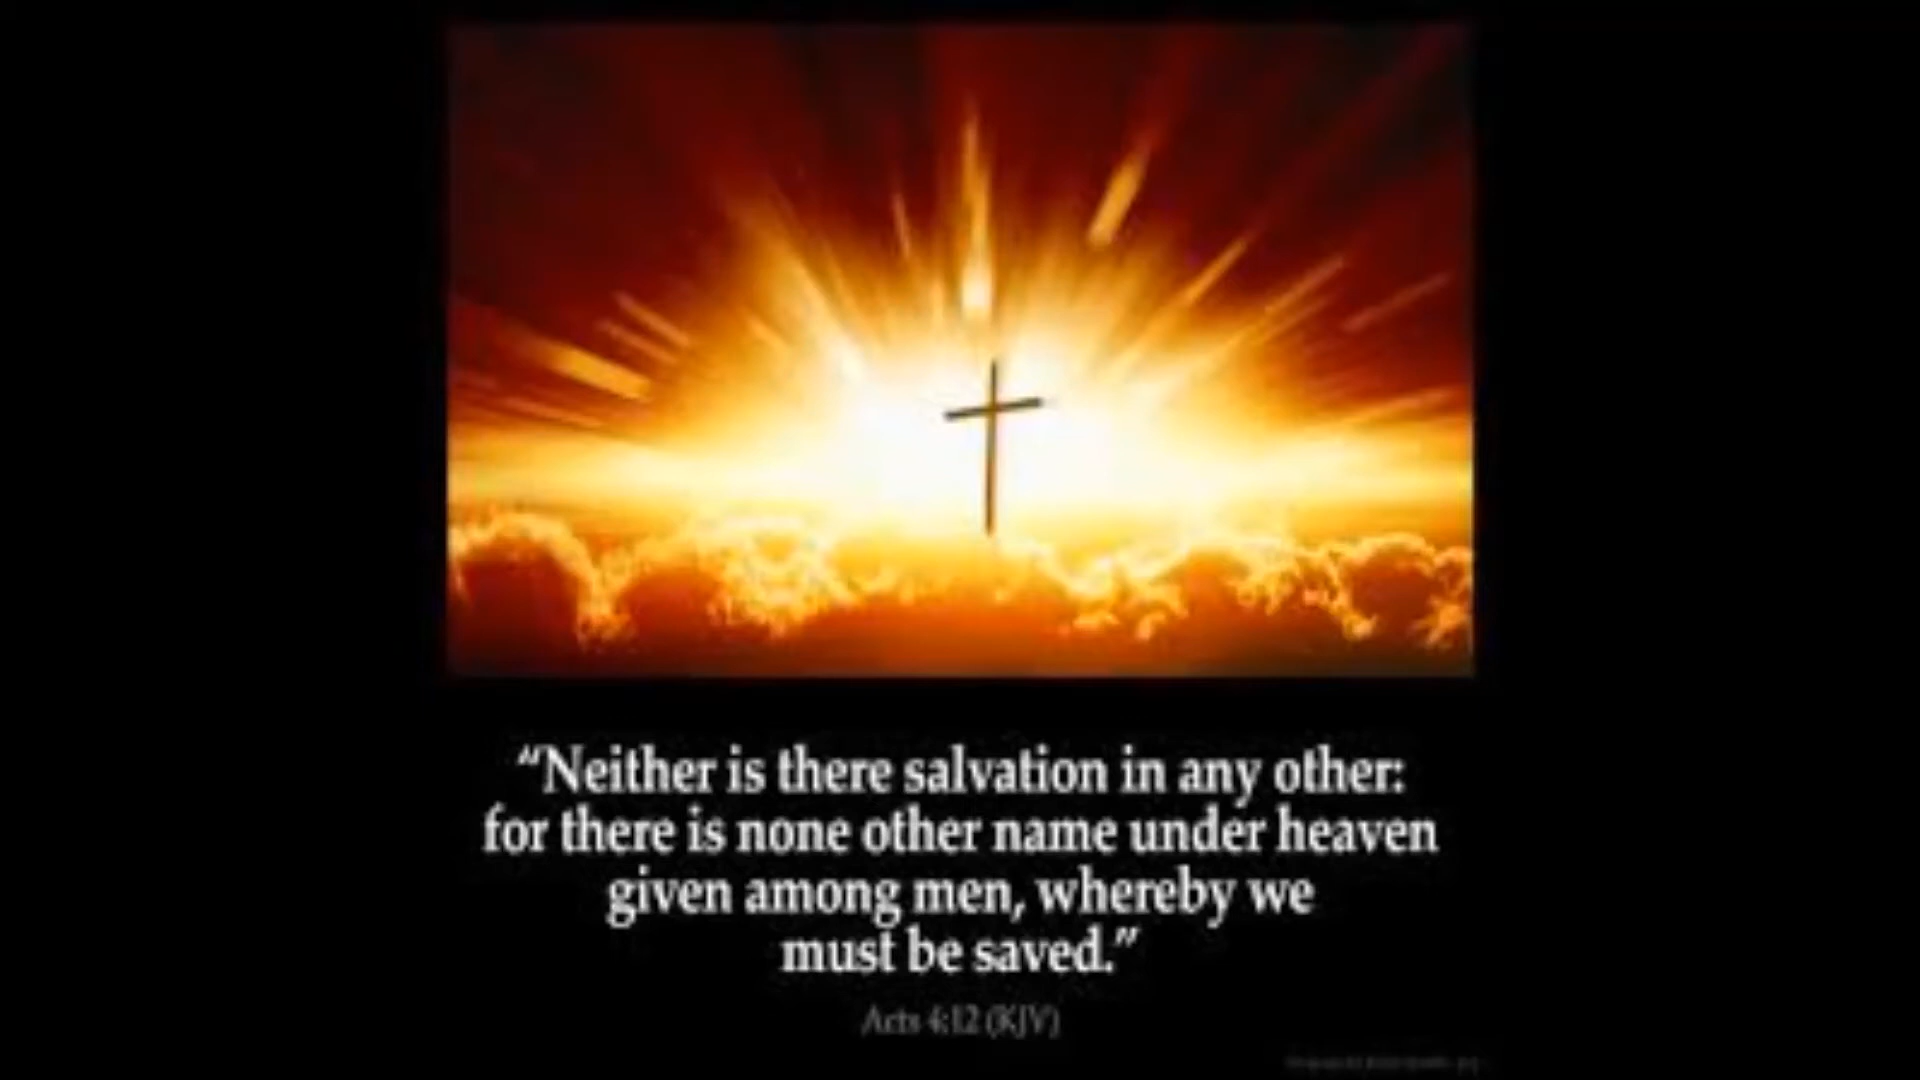 “Neither is there salvation in any other:
for there is none other name under heaven
given among men, whereby we
must be saved.”
Acts 4:12 (KJV)